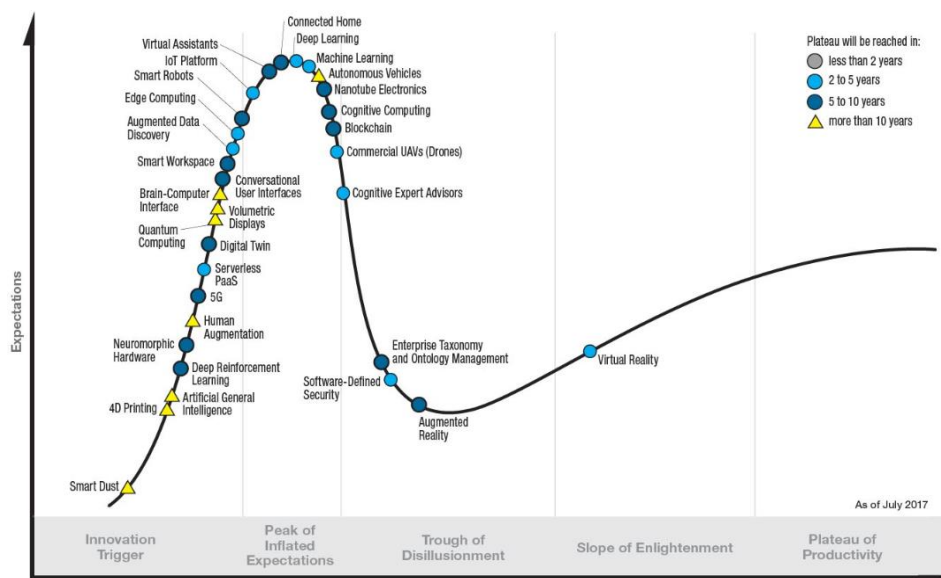 Connected Home
Deep Learning
Virtual Assistants
Machine Learning
IoT Platform
Autonomous Vehicles
Smart Robots
Nanotube Electronics
Edge Computing
Cognitive Computing
Augmented Data
Discovery
Blockchain
Commercial UAVs (Drones)
Smart Workspace
Conversational
User Interfaces
Cognitive Expert Advisors
Brain-Computer
Interface
Volumetric
Displays
Quantum
Computing
Digital Twin
Serverless
PaaS
5G
Human
Augmentation
Neuromorphic
Hardware
Deep Reinforcement
Learning
Artificial General
Intelligence
4D Printing
Smart Dust
Enterprise Taxonomy
and Ontology Management
Software-Defined
Security
Augmented
Reality
Virtual Reality
Plateau will be reached in:
less than 2 years
2 to 5 years
5 to 10 years
more than 10 years
Expectations
As of July 2017
Innovation
Trigger
Peak of
Inflated
Expectations
Trough of
Disillusionment
Slope of Enlightenment
Plateau of
Productivity